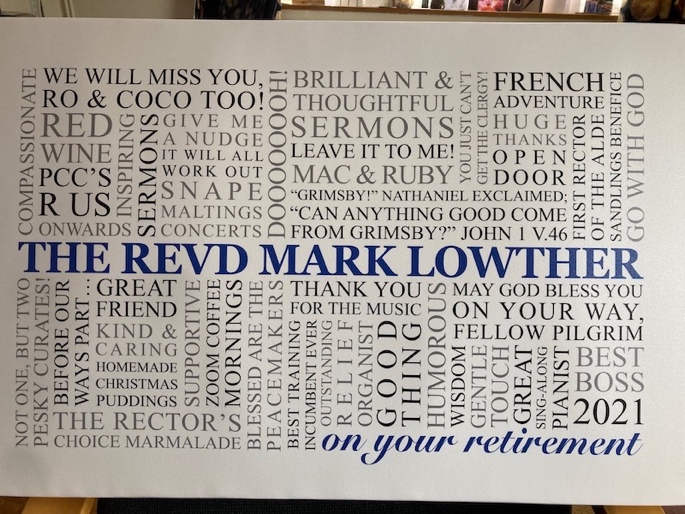 COMPASSIONATE
WE WILL MISS YOU,
RO & COCO TOO!
RED
WINE
PCC'S
R US
INSPIRING
SERMONS
GIVE ME
A NUDGE
IT WILL ALL
WORK OUT
SNAPE
MALTINGS
ONWARDS
CONCERTS
DOOOOOOOH!
BRILLIANT &
THOUGHTFUL
SERMONS
LEAVE IT TO ME!
MAC & RUBY
YOU JUST CAN'T
GET THE CLERGY!
FRENCH
ADVENTURE
HUGE
THANKS
OPEN
DOOR
"GRIMSBY!" NATHANIEL EXCLAIMED;
"CAN ANYTHING GOOD COME
FROM GRIMSBY?" JOHN 1 V.46
FIRST RECTOR
OF THE ALDE
SANDLINGS BENEFICE
GO WITH GOD
THE REVD MARK LOWTHER
NOT ONE, BUT TWO
PESKY CURATES!
BEFORE OUR
WAYS PART...
GREAT
FRIEND
KIND &
CARING
HOMEMADE
CHRISTMAS
PUDDINGS
SUPPORTIVE
ZOOM COFFEE
MORNINGS
THE RECTOR'S
CHOICE MARMALADE
BLESSED ARE THE
PEACEMAKERS
THANK YOU
FOR THE MUSIC
BEST TRAINING
INCUMBENT EVER
OUTSTANDING
RELIEF
ORGANIST
GOOD
THING
HUMOROUS
MAY GOD BLESS YOU
ON YOUR WAY,
FELLOW PILGRIM
WISDOM
GENTLE
TOUCH
GREAT
SING-ALONG
PIANIST
BEST
BOSS
2021
on your retirement